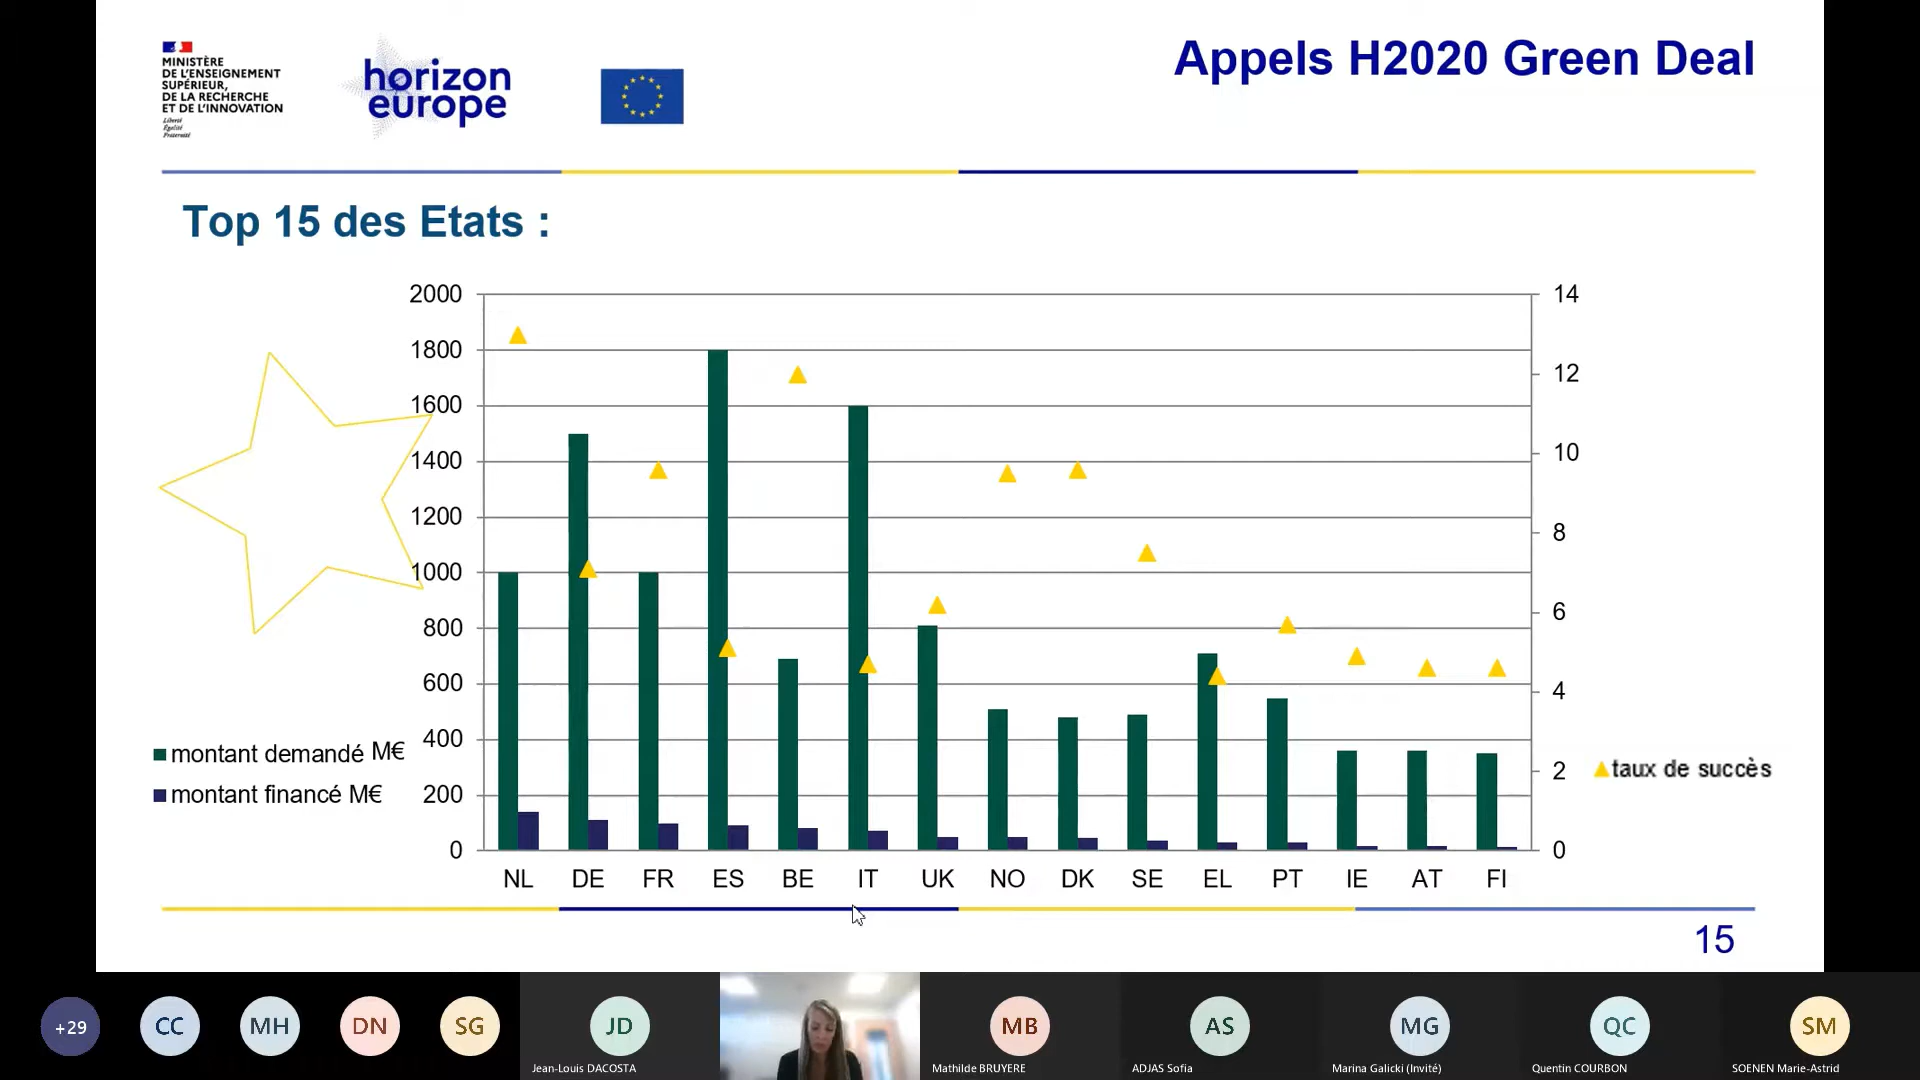 MINISTÈRE
DE L'ENSEIGNEMENT
SUPÉRIEUR,
DE LA RECHERCHE
ET DE L'INNOVATION
Liberté
Égalité
Fraternité
horizon
europe
Appels H2020 Green Deal
Top 15 des Etats :
2000
1800
1600
1400
1200
1000
800
600
400
200
0
14
12
10
8
6
4
2
0
montant demandé M€
montant financé M€
taux de succès
NL DE FR ES BE IT UK NO DK SE EL PT IE AT FI
15
+29
CC
MH
DN
SG
JD
Jean-Louis DACOSTA
MB
Mathilde BRUYERE
AS
ADJAS Sofia
MG
Marina Galicki (Invité)
QC
Quentin COURBON
SM
SOENEN Marie-Astrid